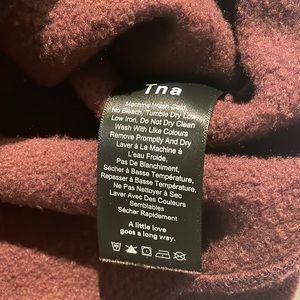 Tna
Machine Wash Cold,
No Bleach, Tumble Dry Low,
Low Iron, Do Not Dry Clean
Wash With Like Colours
Remove Promptly And Dry
Laver à La Machine à
L'eau Froide,
Pas De Blanchiment,
Sécher à Basse Température,
Repasser à Basse Température,
Ne Pas Nettoyer à Sec
Laver Avec Des Couleurs
Semblables
Sécher Rapidement
A little love
goes a long way.